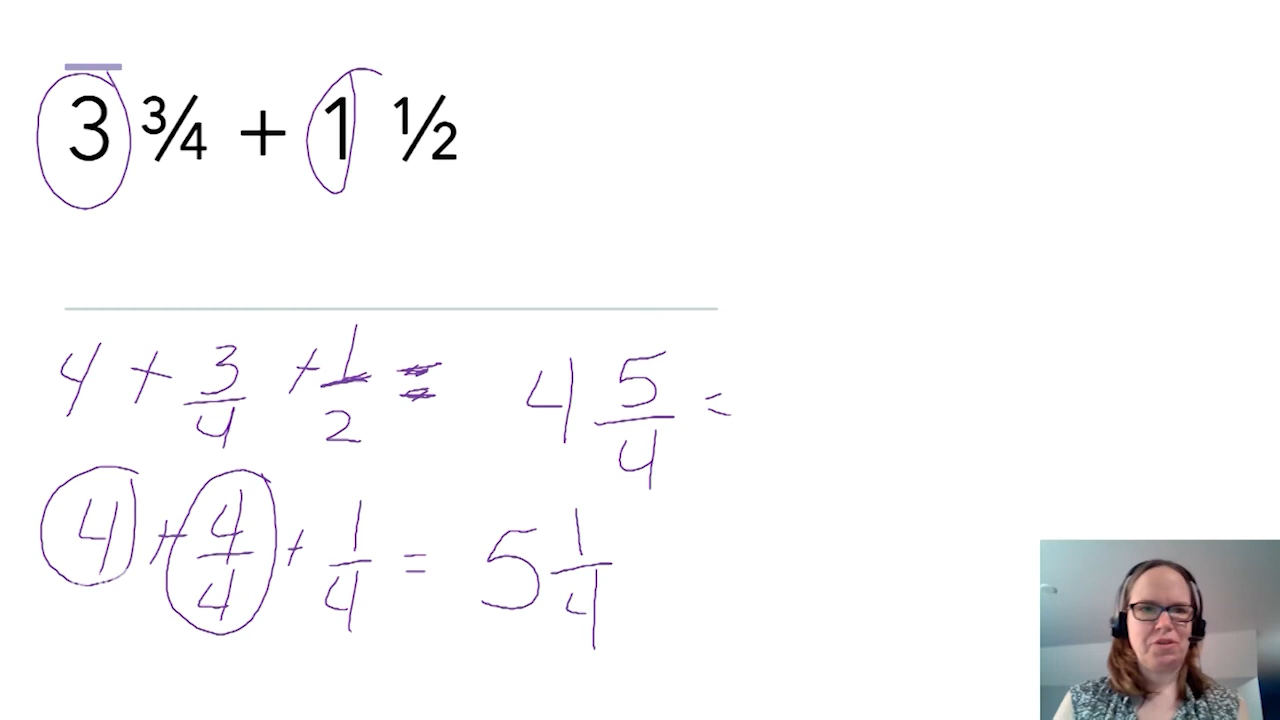 3 ¾ + 1 ½
4 + 3/4 + 1/2 = 4 5/4 =
4 + 4/4 + 1/4 = 5 1/4